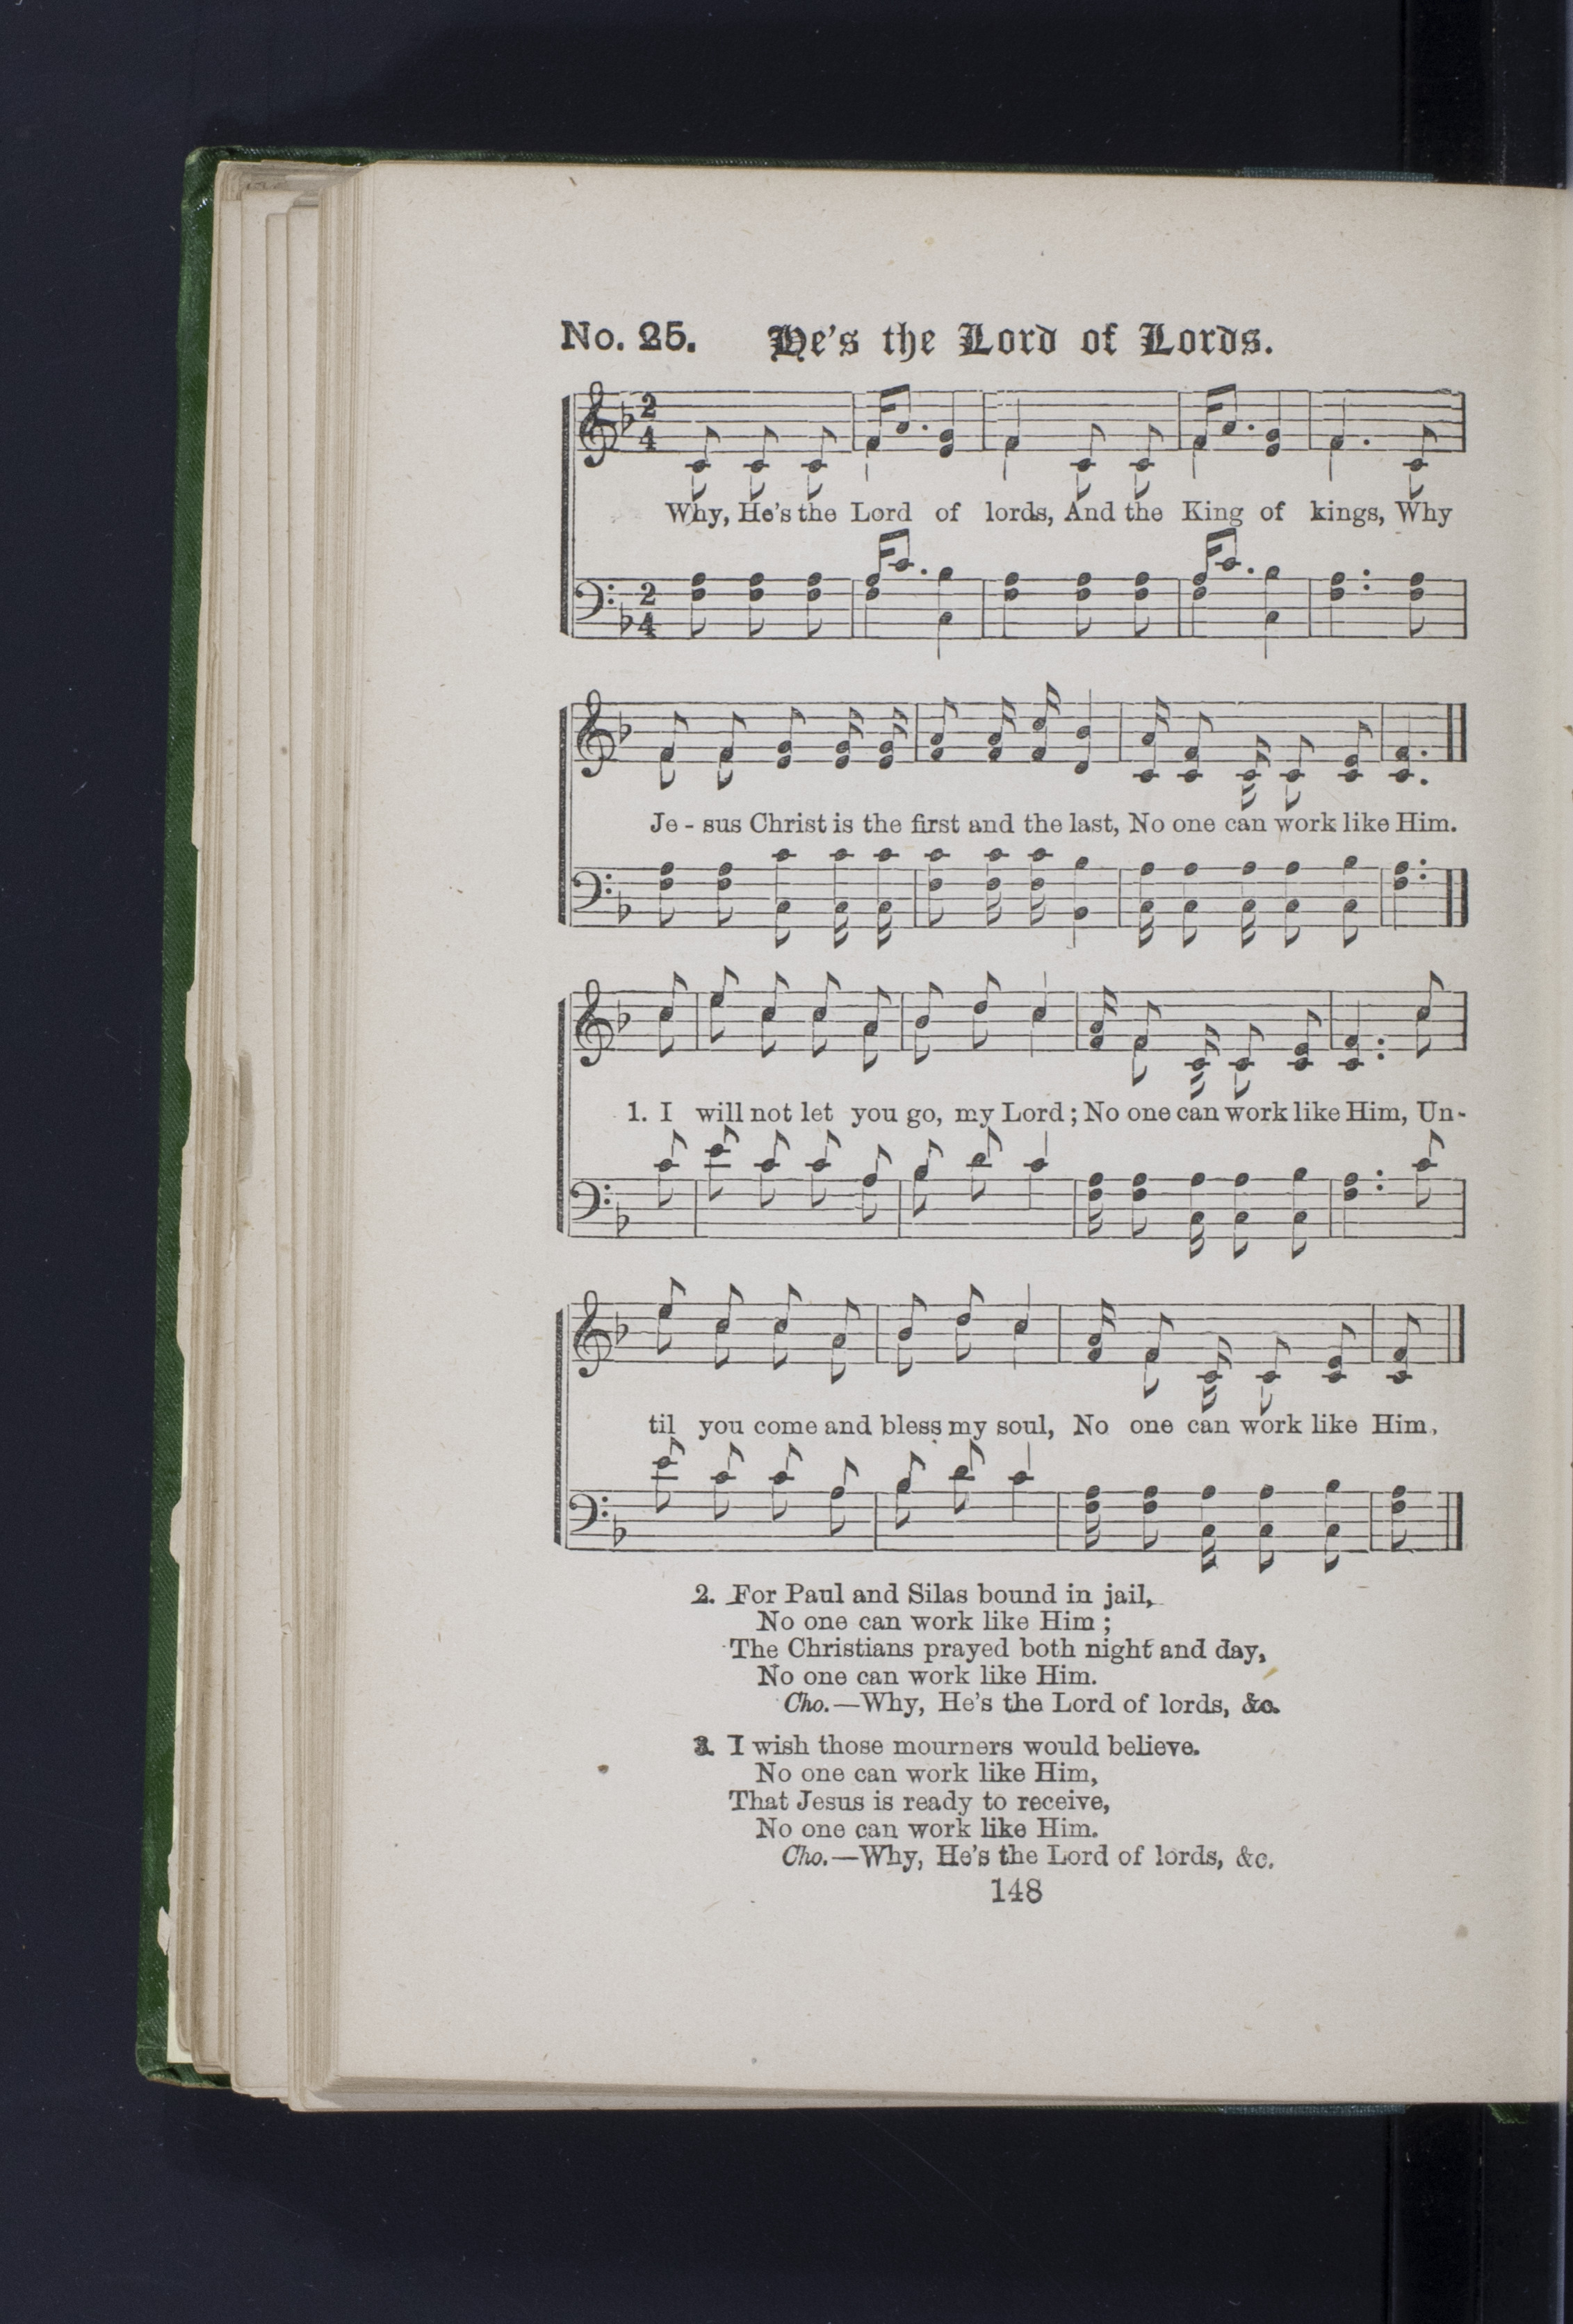 No. 25. He's the Lord of Lords.
Why, He's the Lord of lords, And the King of kings, Why
Je - sus Christ is the first and the last, No one can work like Him.
1. I will not let you go, my Lord; No one can work like Him, Un-
til you come and bless my soul, No one can work like Him.
2. For Paul and Silas bound in jail,
No one can work like Him;
The Christians prayed both night and day,
No one can work like Him.
Cho.—Why, He's the Lord of lords, &c.
3. I wish those mourners would believe.
No one can work like Him,
That Jesus is ready to receive,
No one can work like Him.
Cho.—Why, He's the Lord of lords, &c.
148